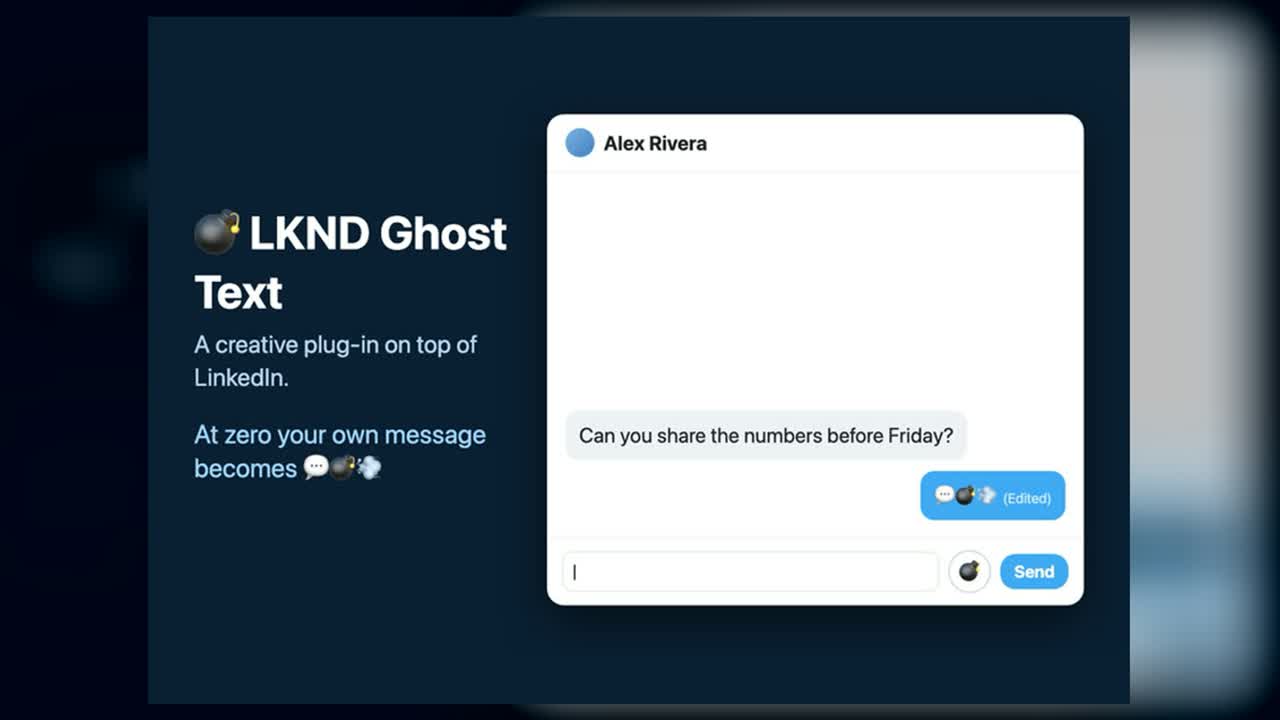 💣 LKND Ghost
Text
A creative plug-in on top of
LinkedIn.
At zero your own message
becomes 💬💣💨
Alex Rivera
Can you share the numbers before Friday?
💬💣💨 (Edited)
Send